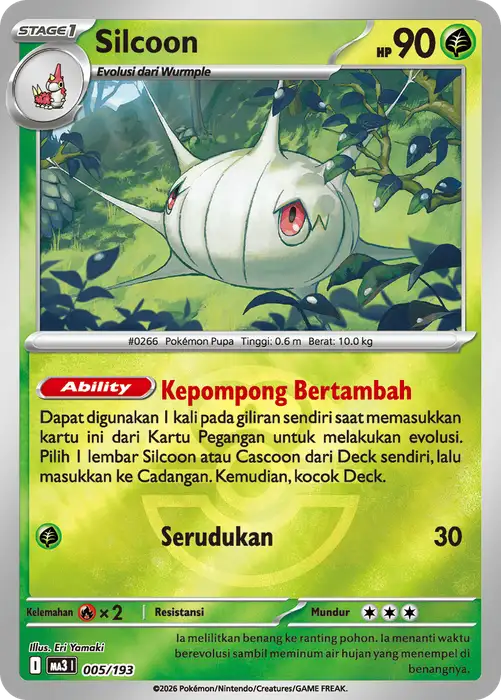 STAGE1
Silcoon
HP 90
Evolusi dari Wurmple
#0266 Pokémon Pupa Tinggi: 0.6 m Berat: 10.0 kg
Ability Kepompong Bertambah
Dapat digunakan 1 kali pada giliran sendiri saat memasukkan
kartu ini dari Kartu Pegangan untuk melakukan evolusi.
Pilih 1 lembar Silcoon atau Cascoon dari Deck sendiri, lalu
masukkan ke Cadangan. Kemudian, kocok Deck.
Serudukan 30
Kelemahan ×2 Resistansi Mundur
Illus. Eri Yamaki
I MA3 I 005/193
Ia melilitkan benang ke ranting pohon. Ia menanti waktu
berevolusi sambil meminum air hujan yang menempel di
benangnya.
©2026 Pokémon/Nintendo/Creatures/GAME FREAK.